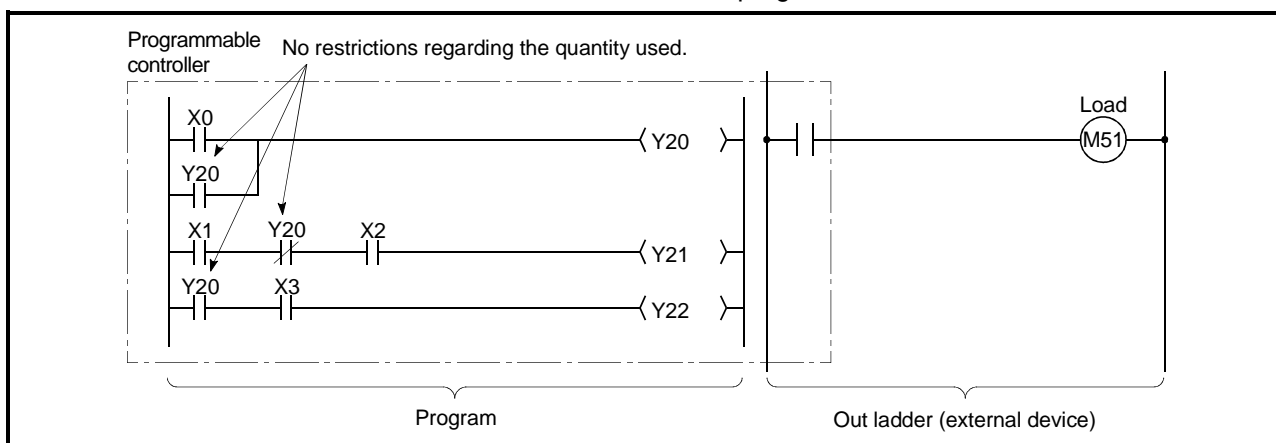 Programmable
controller
No restrictions regarding the quantity used.
X0
Y20
Y20
Load
M51
X1
Y20
X2
Y21
Y20
X3
Y22
Program
Out ladder (external device)